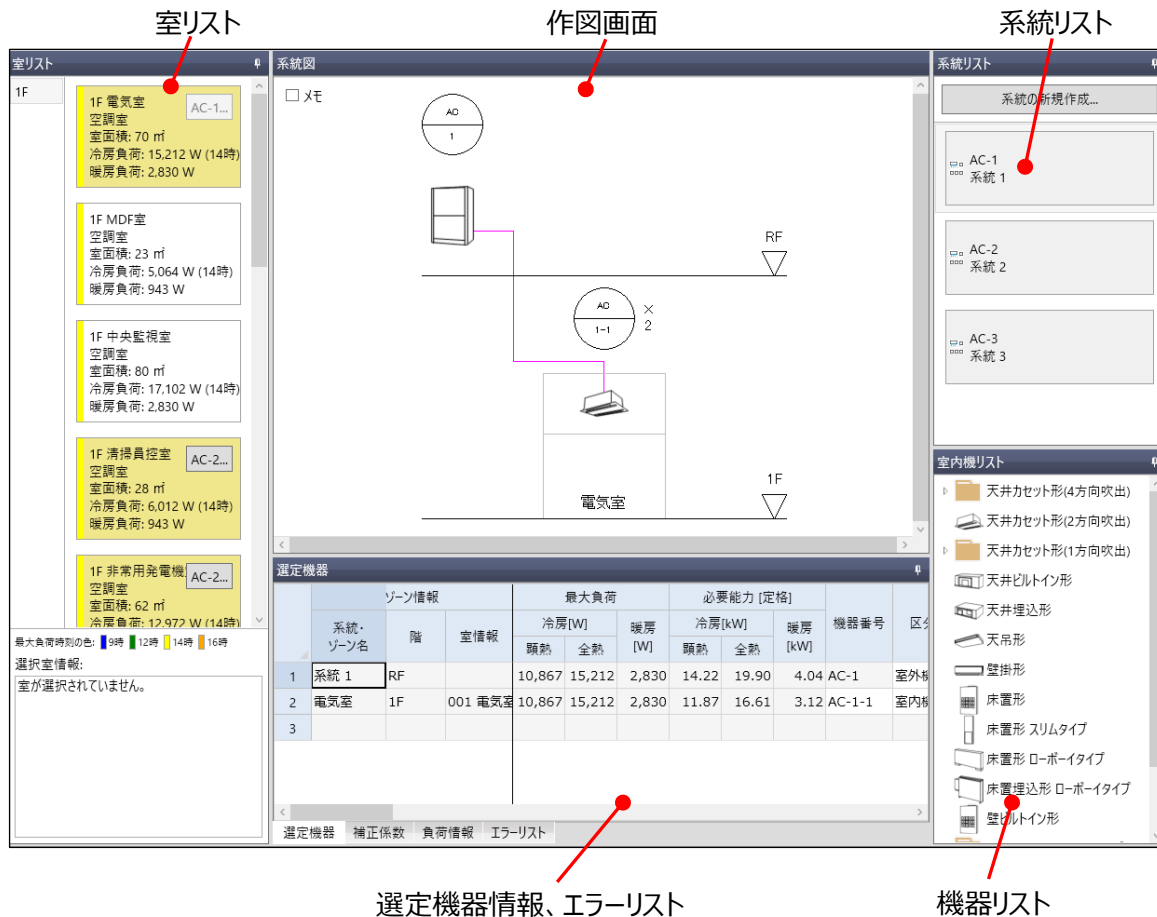 室リスト
作図画面
系統リスト
室リスト
1F
1F 電気室
AC-1...
空調室
室面積: 70 ㎡
冷房負荷: 15,212 W (14時)
暖房負荷: 2,830 W
1F MDF室
空調室
室面積: 23 ㎡
冷房負荷: 5,064 W (14時)
暖房負荷: 943 W
1F 中央監視室
空調室
室面積: 80 ㎡
冷房負荷: 17,102 W (14時)
暖房負荷: 2,830 W
1F 清掃員控室
AC-2...
空調室
室面積: 28 ㎡
冷房負荷: 6,012 W (14時)
暖房負荷: 943 W
1F 非常用発電機
AC-2...
空調室
室面積: 62 ㎡
冷房負荷: 12,972 W (14時)
最大負荷時刻の色: 9時 12時 14時 16時
選択室情報:
室が選択されていません。
系統図
メモ
AC
1
RF
AC
1-1
×
2
1F
電気室
選定機器
ゾーン情報 最大負荷 必要能力 [定格]
系統・ゾーン名 階 室情報 冷房[W] 暖房[W] 冷房[kW] 暖房[kW] 機器番号 区
顕熱 全熱 顕熱 全熱
1 系統 1 RF 10,867 15,212 2,830 14.22 19.90 4.04 AC-1 室外機
2 電気室 1F 001 電気室 10,867 15,212 2,830 11.87 16.61 3.12 AC-1-1 室内機
3
選定機器 補正係数 負荷情報 エラーリスト
系統リスト
系統の新規作成...
AC-1
系統 1
AC-2
系統 2
AC-3
系統 3
室内機リスト
天井カセット形(4方向吹出)
天井カセット形(2方向吹出)
天井カセット形(1方向吹出)
天井ビルトイン形
天井埋込形
天吊形
壁掛形
床置形
床置形 スリムタイプ
床置形 ローボーイタイプ
床置埋込形 ローボーイタイプ
壁ビルトイン形
選定機器情報、エラーリスト
機器リスト